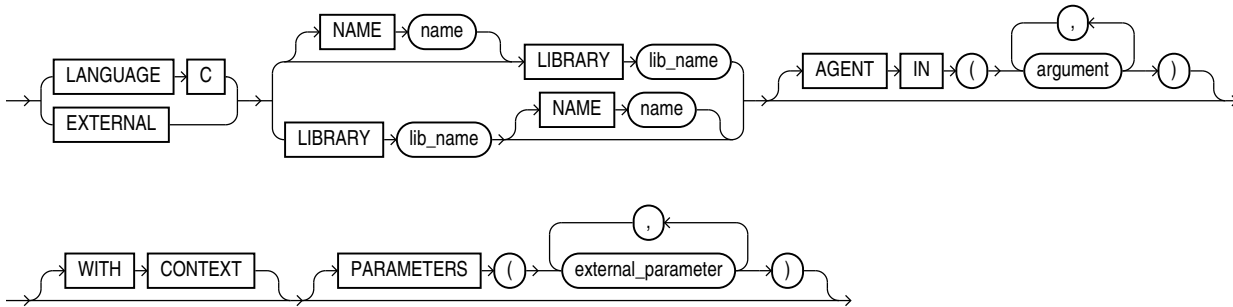 NAME name
LANGUAGE C LIBRARY lib_name AGENT IN ( argument , )
EXTERNAL LIBRARY lib_name NAME name
WITH CONTEXT PARAMETERS ( external_parameter , )